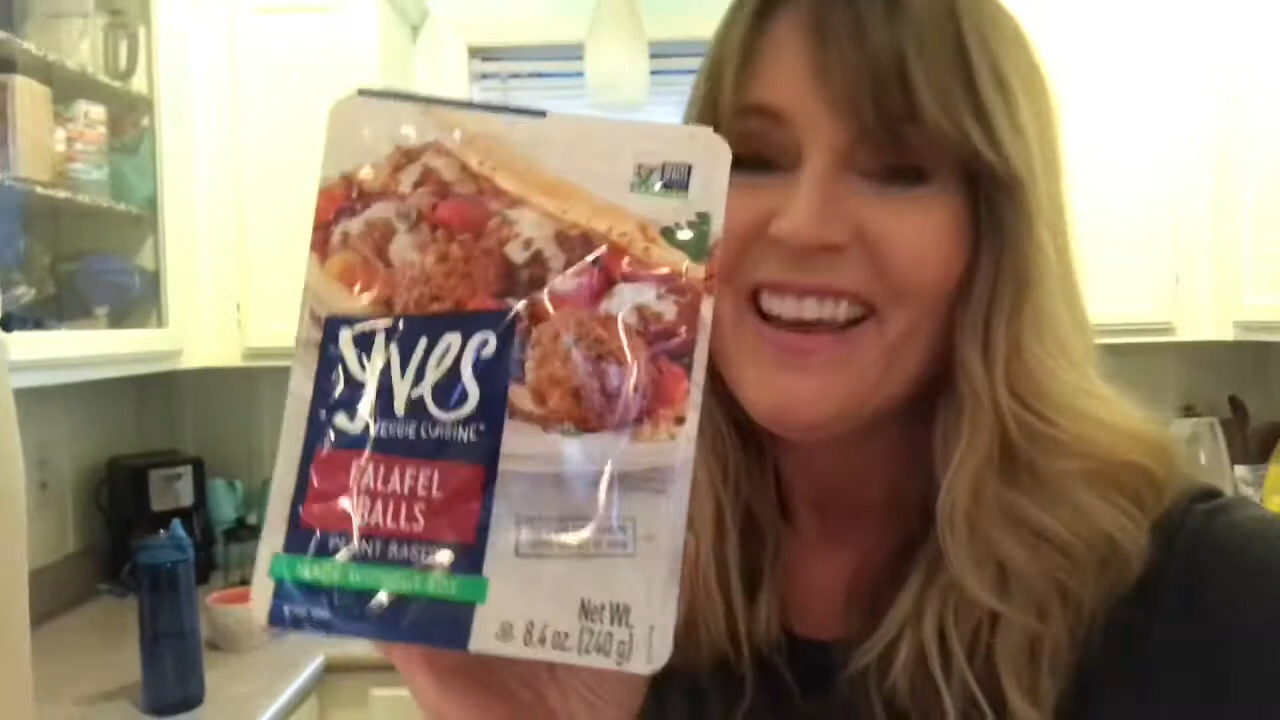 Yves
VEGGIE CUISINE
FALAFEL
BALLS
PLANT BASED
Net Wt.
8.4 oz. (240 g)